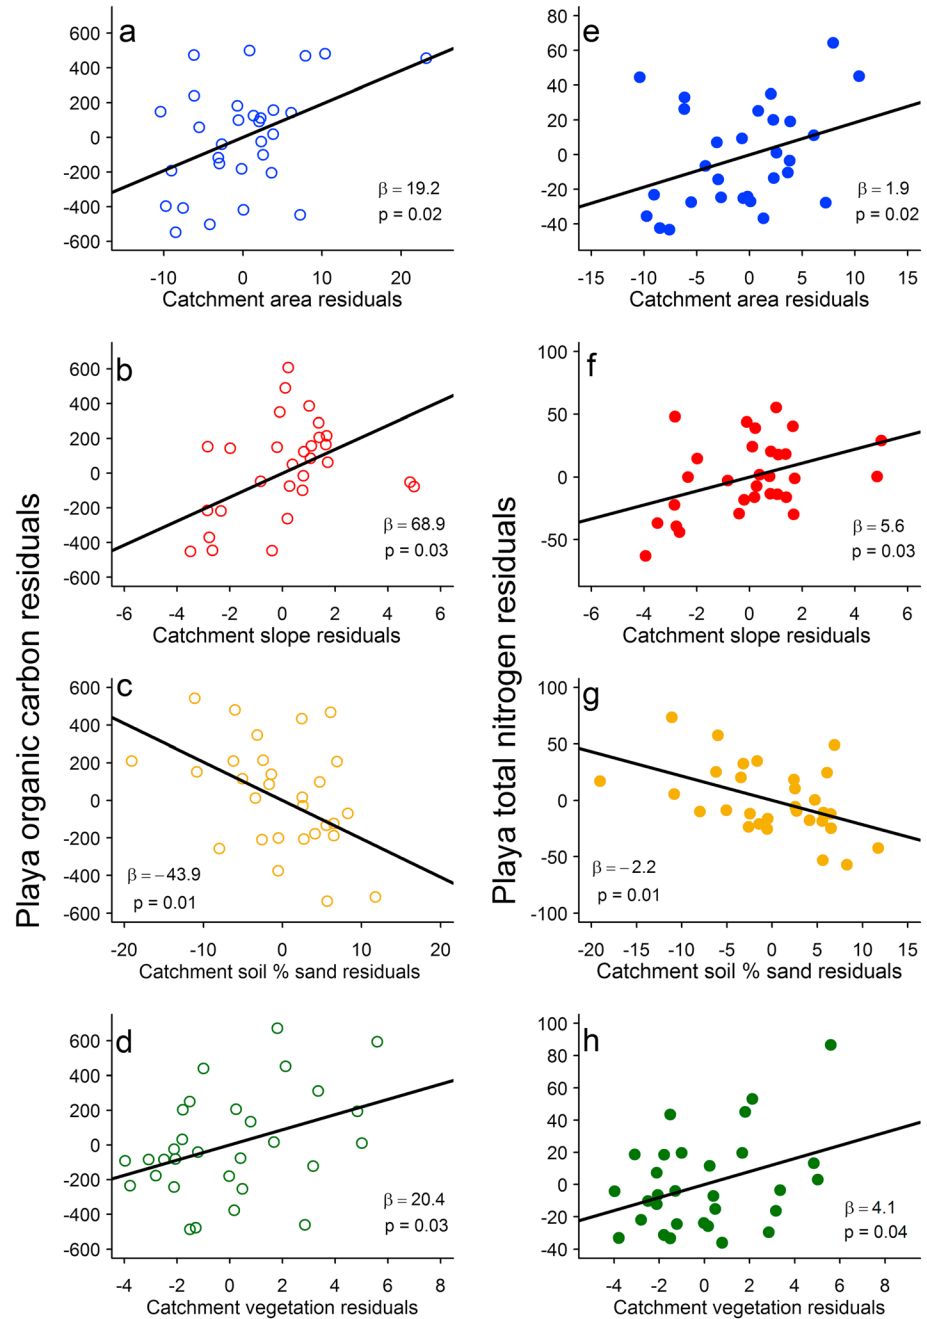 a
600
400
200
0
-200
-400
-600
β = 19.2
p = 0.02
-10 0 10 20
Catchment area residuals
e
80
60
40
20
0
-20
-40
β = 1.9
p = 0.02
-15 -10 -5 0 5 10 15
Catchment area residuals
b
600
400
200
0
-200
-400
-600
β = 68.9
p = 0.03
-6 -4 -2 0 2 4 6
Catchment slope residuals
f
100
50
0
-50
β = 5.6
p = 0.03
-6 -4 -2 0 2 4 6
Catchment slope residuals
Playa organic carbon residuals
Playa total nitrogen residuals
c
600
400
200
0
-200
-400
-600
β = −43.9
p = 0.01
-20 -10 0 10 20
Catchment soil % sand residuals
g
100
50
0
-50
-100
β = −2.2
p = 0.01
-20 -15 -10 -5 0 5 10 15
Catchment soil % sand residuals
d
600
400
200
0
-200
-400
-600
β = 20.4
p = 0.03
-4 -2 0 2 4 6 8
Catchment vegetation residuals
h
100
80
60
40
20
0
-20
-40
β = 4.1
p = 0.04
-4 -2 0 2 4 6 8
Catchment vegetation residuals